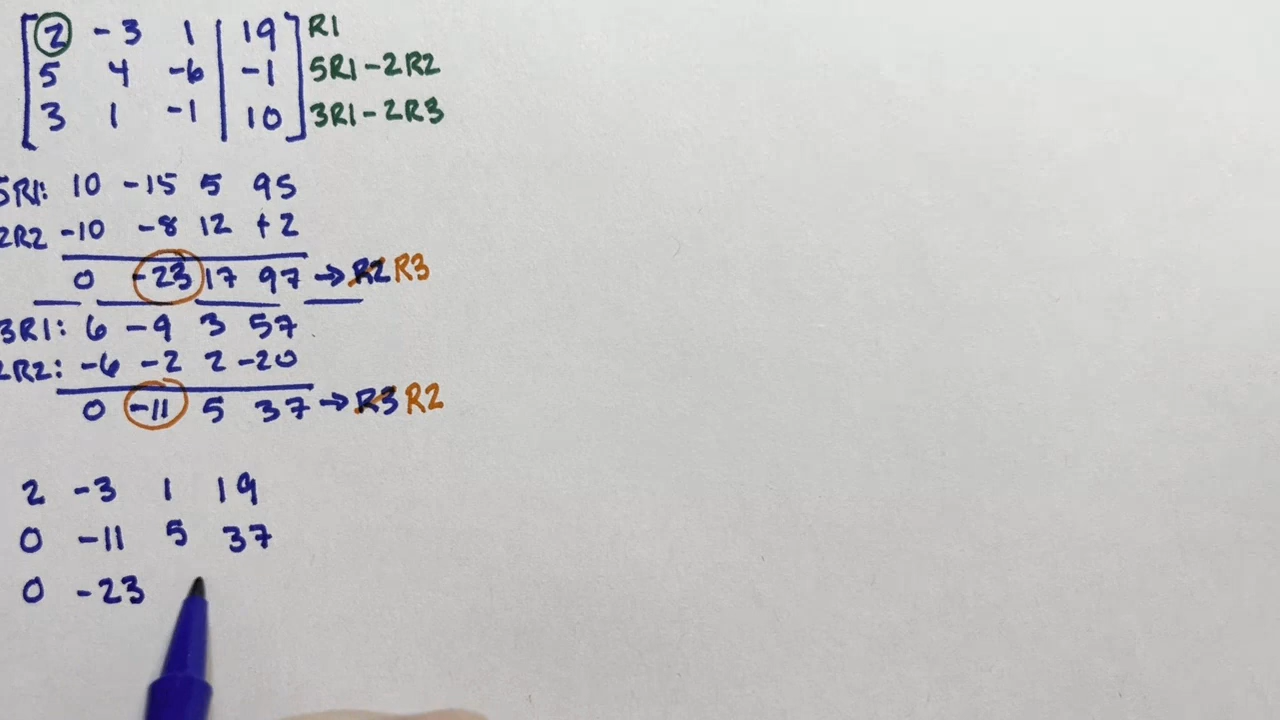 2 -3 1 19 R1
5 4 -6 -1 5R1-2R2
3 1 -1 10 3R1-2R3
5R1: 10 -15 5 95
2R2 -10 -8 12 +2
0 -23 17 97 → R2 R3
3R1: 6 -9 3 57
2R2: -6 -2 2 -20
0 -11 5 37 → R3 R2
2 -3 1 19
0 -11 5 37
0 -23